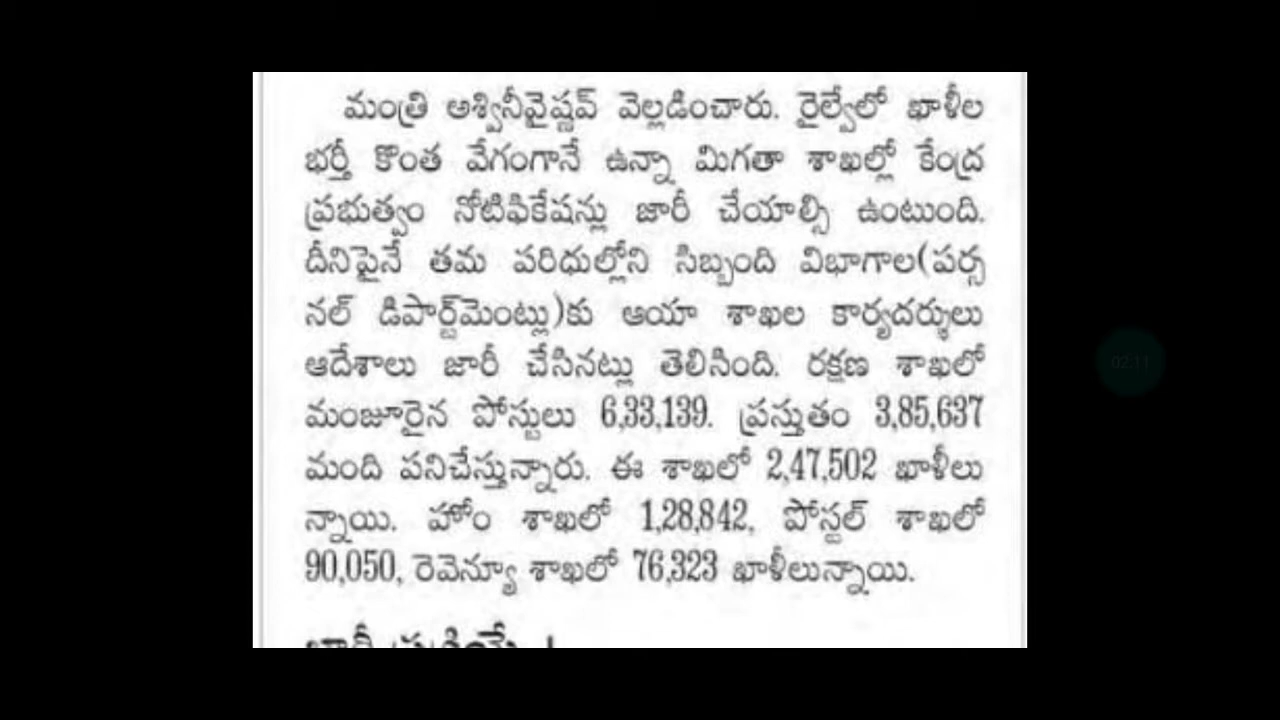 మంత్రి అశ్వినీవైష్ణవ్ వెల్లడించారు. రైల్వేలో ఖాళీల
భర్తీ కొంత వేగంగానే ఉన్నా మిగతా శాఖల్లో కేంద్ర
ప్రభుత్వం నోటిఫికేషన్లు జారీ చేయాల్సి ఉంటుంది.
దీనిపైనే తమ పరిధుల్లోని సిబ్బంది విభాగాల(పర్స
నల్ డిపార్ట్‌మెంట్లు)కు ఆయా శాఖల కార్యదర్శులు
ఆదేశాలు జారీ చేసినట్లు తెలిసింది. రక్షణ శాఖలో
మంజూరైన పోస్టులు 6,33,139. ప్రస్తుతం 3,85,637
మంది పనిచేస్తున్నారు. ఈ శాఖలో 2,47,502 ఖాళీలు
న్నాయి. హోం శాఖలో 1,28,842, పోస్టల్ శాఖలో
90,050, రెవెన్యూ శాఖలో 76,323 ఖాళీలున్నాయి.
02:11